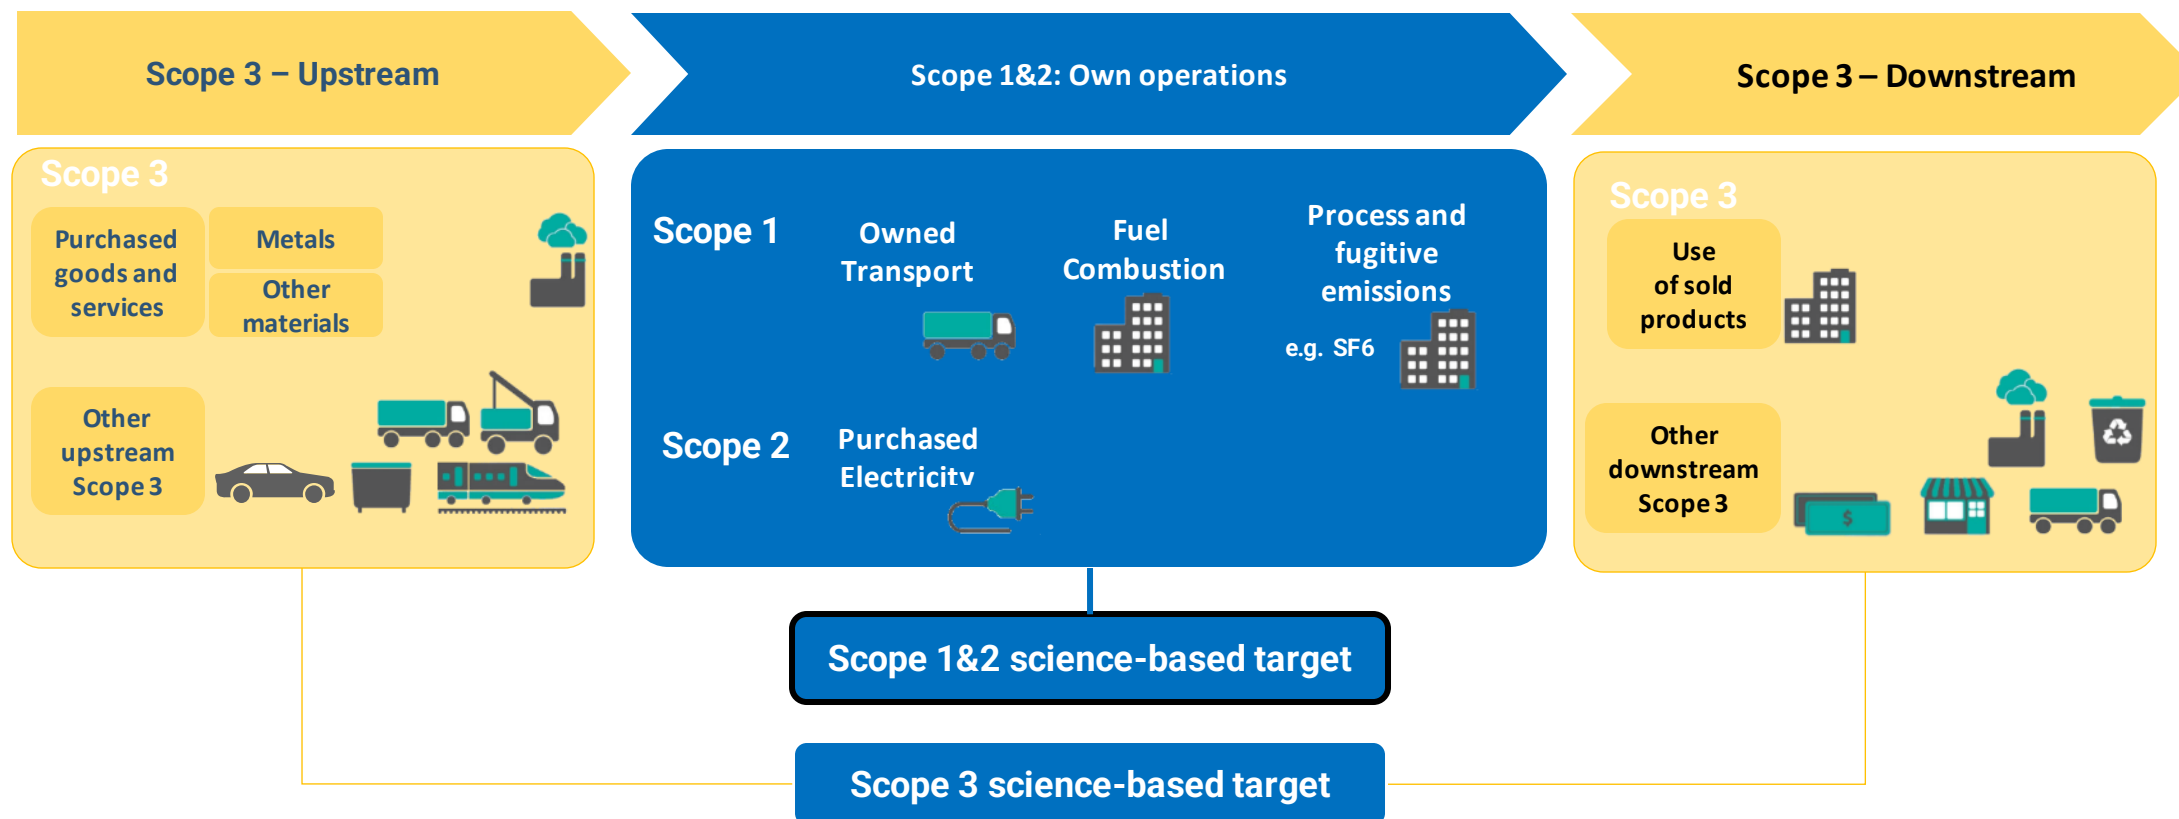 Scope 3 – Upstream
Scope 1&2: Own operations
Scope 3 – Downstream
Scope 3
Purchased
goods and
services
Metals
Other
materials
Other
upstream
Scope 3
Scope 1
Owned
Transport
Fuel
Combustion
Process and
fugitive
emissions
e.g. SF6
Scope 2
Purchased
Electricity
Scope 3
Use
of sold
products
Other
downstream
Scope 3
$
Scope 1&2 science-based target
Scope 3 science-based target